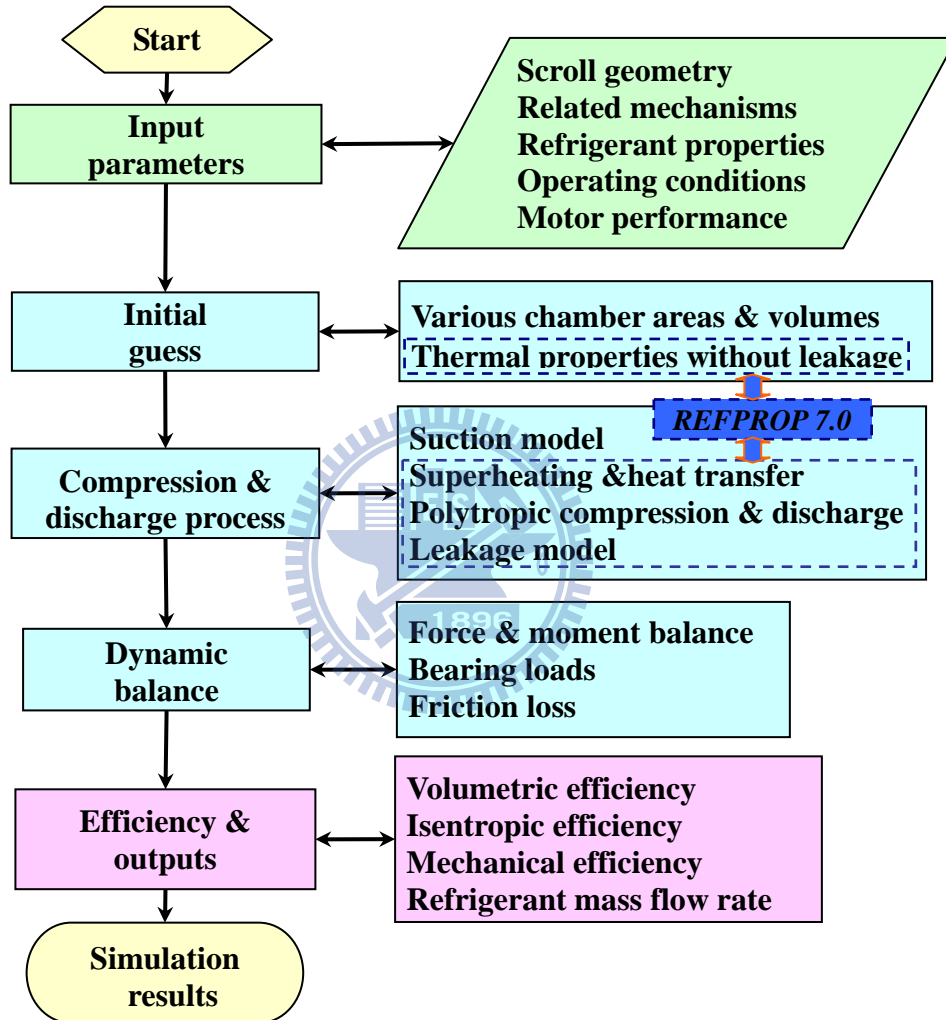 Start
Scroll geometry
Related mechanisms
Refrigerant properties
Operating conditions
Motor performance
Input
parameters
Initial
guess
Various chamber areas & volumes
Thermal properties without leakage
REFPROP 7.0
Compression &
discharge process
Suction model
Superheating &heat transfer
Polytropic compression & discharge
Leakage model
1896
Dynamic
balance
Force & moment balance
Bearing loads
Friction loss
Efficiency &
outputs
Volumetric efficiency
Isentropic efficiency
Mechanical efficiency
Refrigerant mass flow rate
Simulation
results